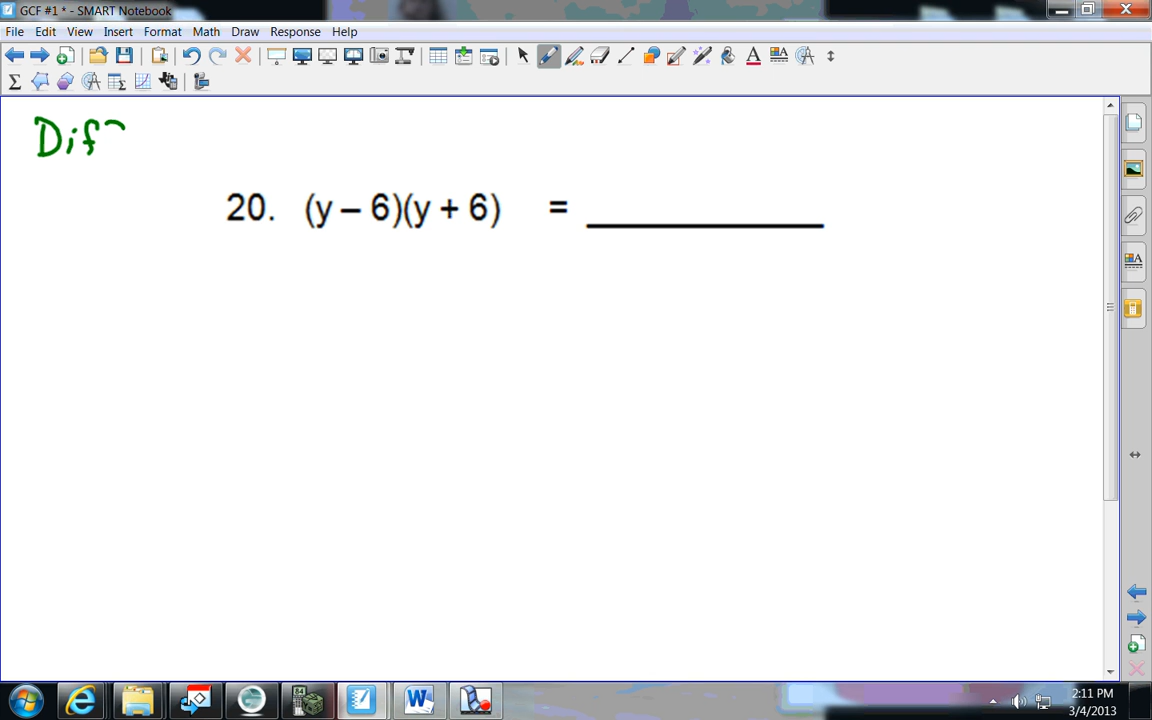 GCF #1 * - SMART Notebook
File Edit View Insert Format Math Draw Response Help
Dif
20. (y – 6)(y + 6) = ____________
2:11 PM
3/4/2013